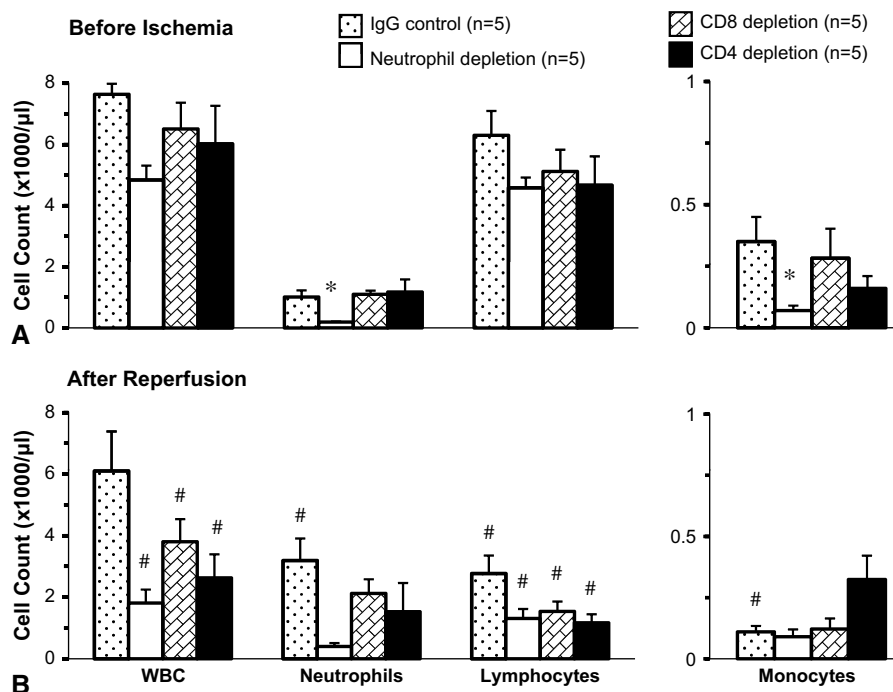 Before Ischemia
IgG control (n=5)
Neutrophil depletion (n=5)
CD8 depletion (n=5)
CD4 depletion (n=5)
Cell Count (x1000/µl)
8
6
4
2
0
*
1
0.5
0
*
A
After Reperfusion
Cell Count (x1000/µl)
8
6
4
2
0
#
#
#
#
#
#
#
#
1
0.5
0
#
B
WBC
Neutrophils
Lymphocytes
Monocytes